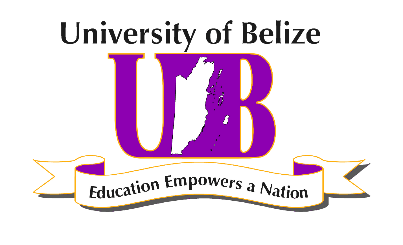 University of Belize
UB
Education Empowers a Nation